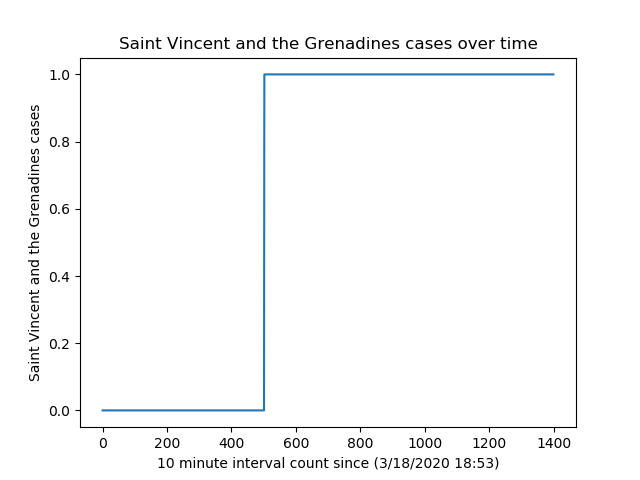 Saint Vincent and the Grenadines cases over time
Saint Vincent and the Grenadines cases
1.0
0.8
0.6
0.4
0.2
0.0
0 200 400 600 800 1000 1200 1400
10 minute interval count since (3/18/2020 18:53)